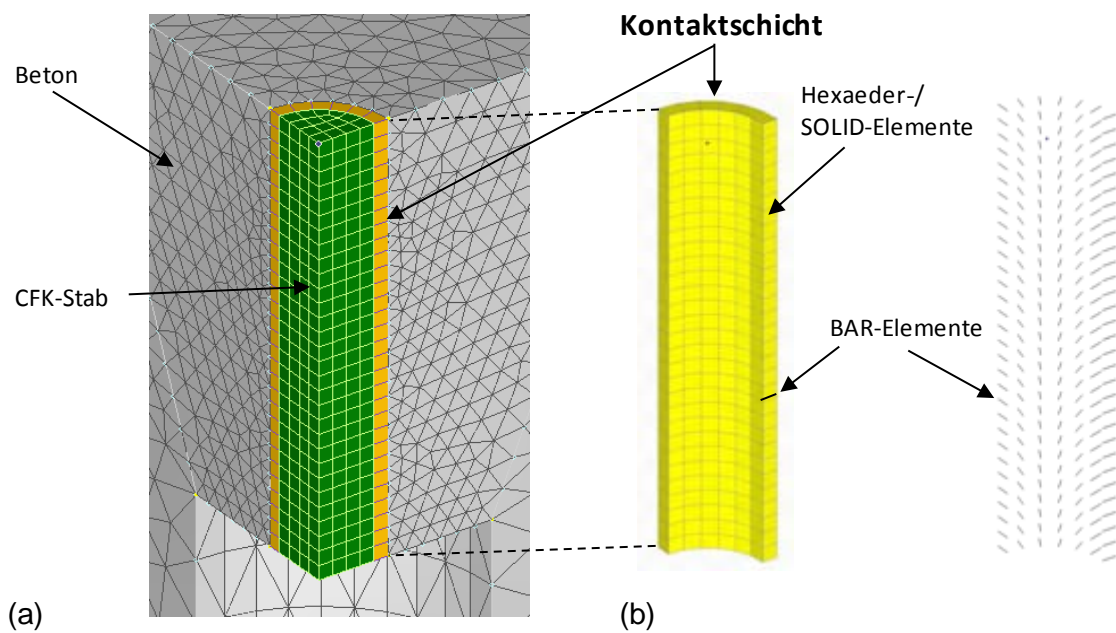 Kontaktschicht
Beton
Hexaeder-/
SOLID-Elemente
CFK-Stab
BAR-Elemente
(a)
(b)